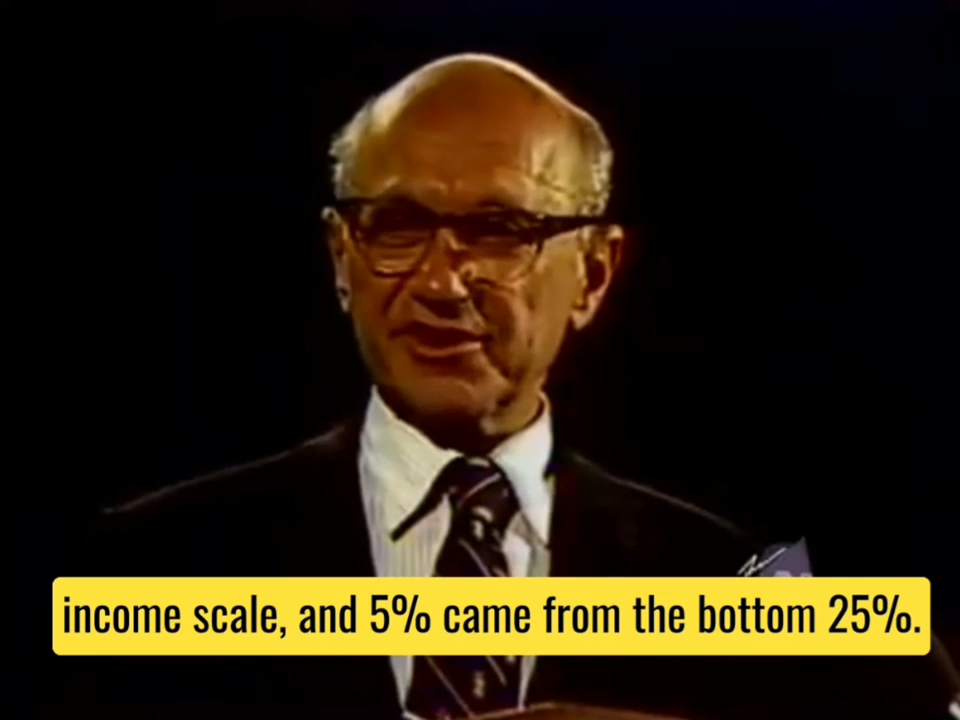 income scale, and 5% came from the bottom 25%.